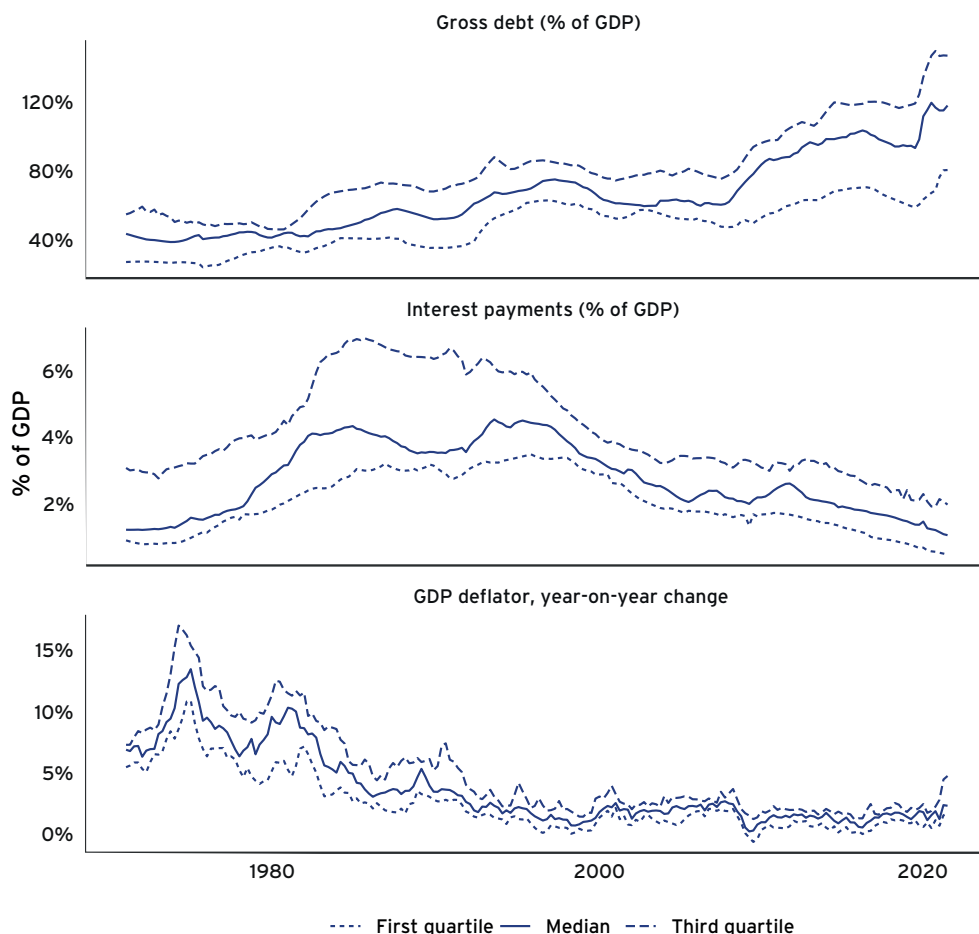 Gross debt (% of GDP)
120%
80%
40%
Interest payments (% of GDP)
6%
4%
2%
% of GDP
GDP deflator, year-on-year change
15%
10%
5%
0%
1980 2000 2020
First quartile Median Third quartile